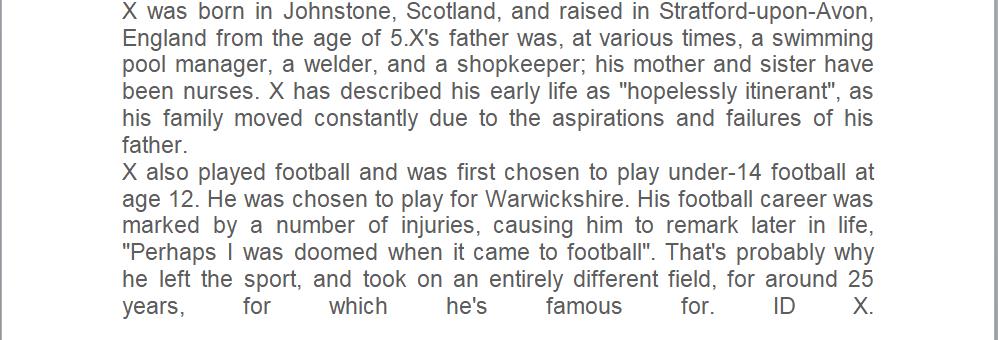 X was born in Johnstone, Scotland, and raised in Stratford-upon-Avon,
England from the age of 5.X's father was, at various times, a swimming
pool manager, a welder, and a shopkeeper; his mother and sister have
been nurses. X has described his early life as "hopelessly itinerant", as
his family moved constantly due to the aspirations and failures of his
father.
X also played football and was first chosen to play under-14 football at
age 12. He was chosen to play for Warwickshire. His football career was
marked by a number of injuries, causing him to remark later in life,
"Perhaps I was doomed when it came to football". That's probably why
he left the sport, and took on an entirely different field, for around 25
years, for which he's famous for. ID X.